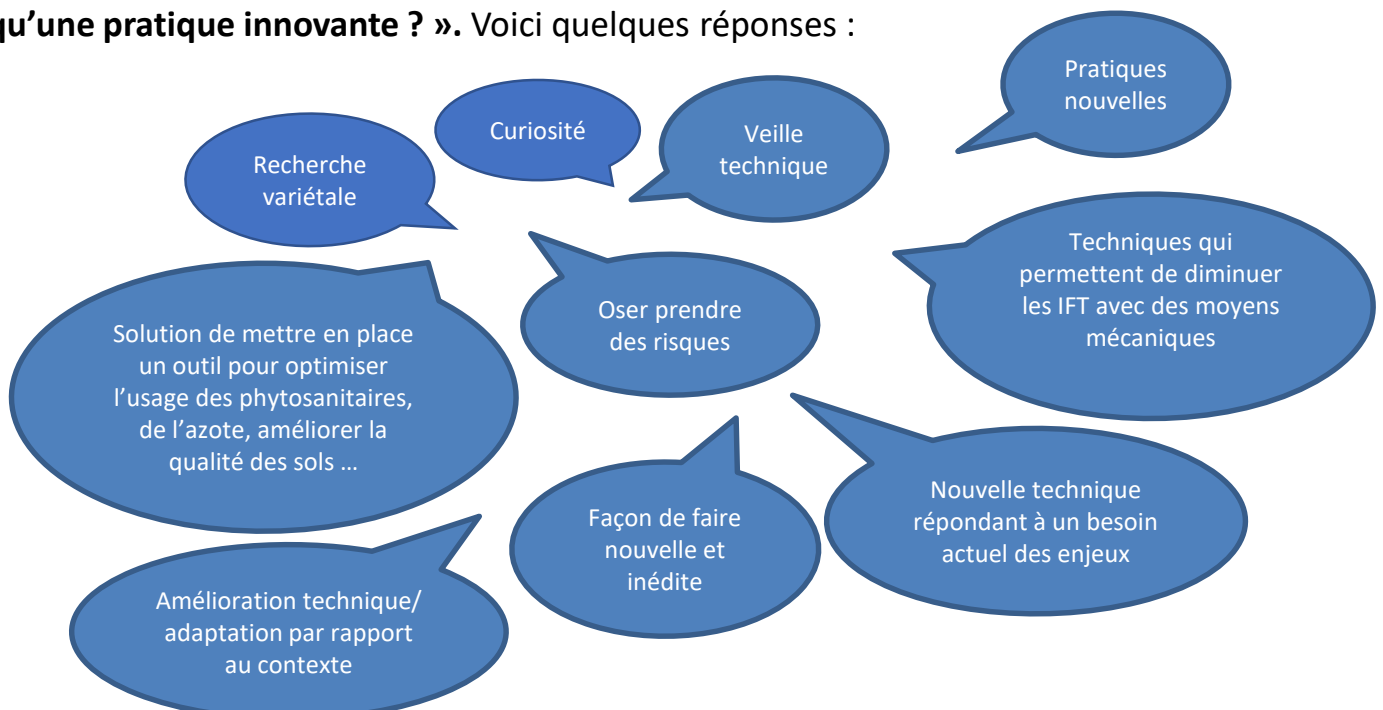 qu’une pratique innovante ? ». Voici quelques réponses :
Pratiques
nouvelles
Curiosité
Veille
technique
Recherche
variétale
Techniques qui
permettent de diminuer
les IFT avec des moyens
mécaniques
Oser prendre
des risques
Solution de mettre en place
un outil pour optimiser
l’usage des phytosanitaires,
de l’azote, améliorer la
qualité des sols …
Nouvelle technique
répondant à un besoin
actuel des enjeux
Façon de faire
nouvelle et
inédite
Amélioration technique/
adaptation par rapport
au contexte